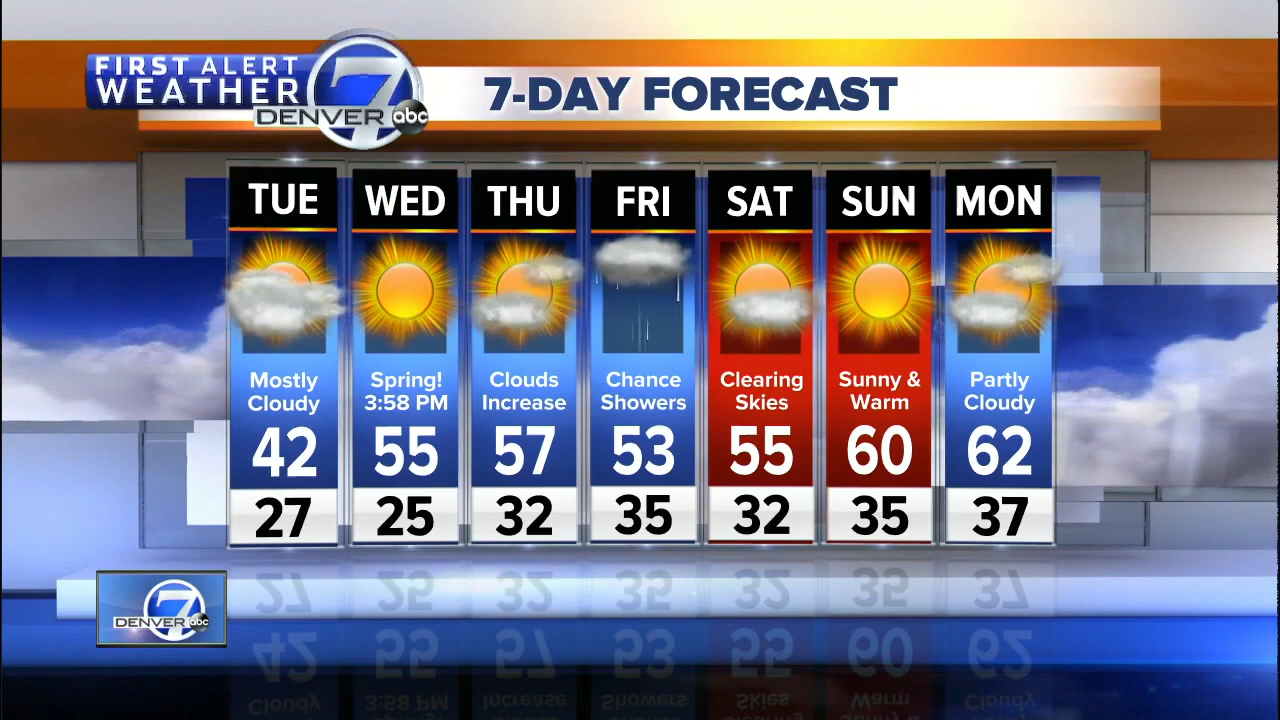 FIRST ALERT
WEATHER
7
DENVER
abc
7-DAY FORECAST
TUE
WED
THU
FRI
SAT
SUN
MON
Mostly
Cloudy
Spring!
3:58 PM
Clouds
Increase
Chance
Showers
Clearing
Skies
Sunny &
Warm
Partly
Cloudy
42
55
57
53
55
60
62
27
25
32
35
32
35
37
DENVER
7
abc